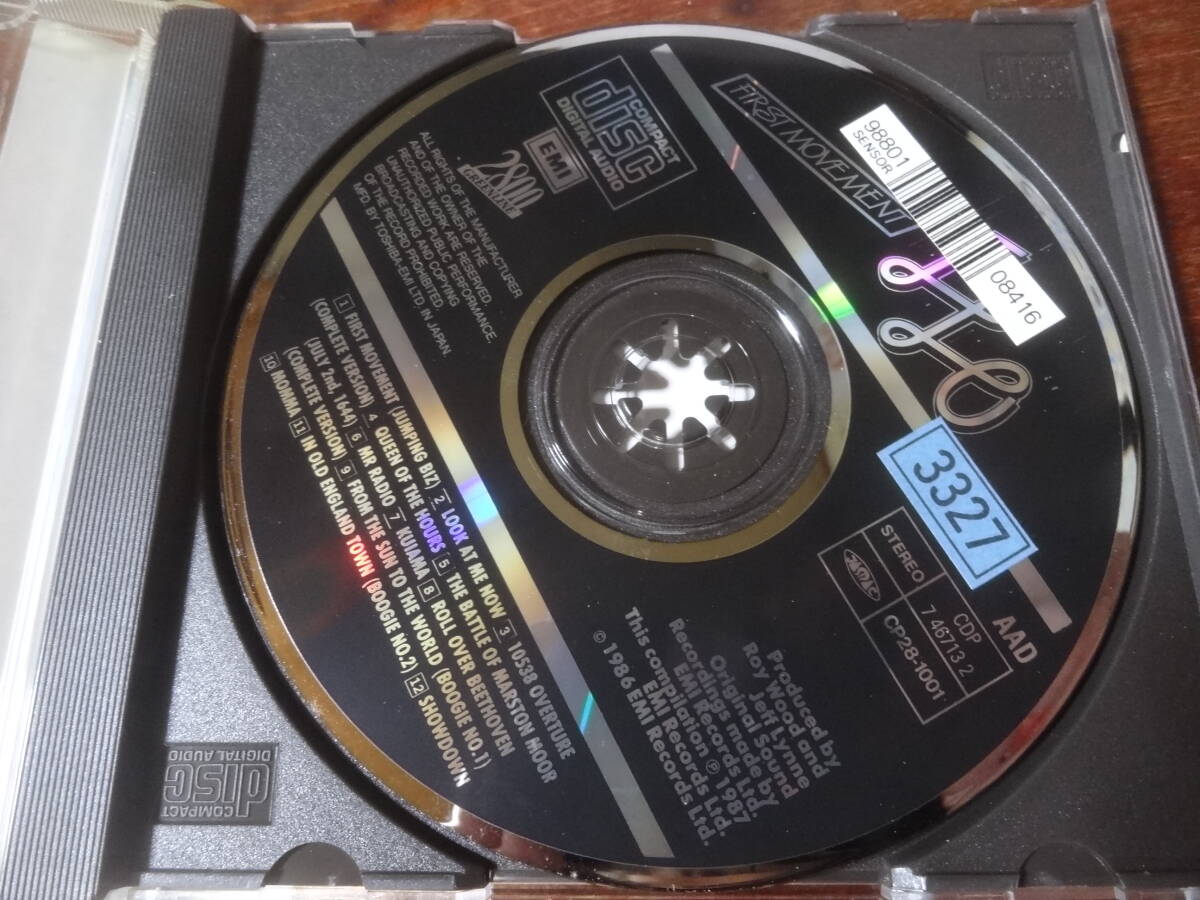 FIRST MOVEMENT
98801
SENSOR
08416
3327
COMPACT
disc
DIGITAL AUDIO
EMI
2800
ALL RIGHTS OF THE MANUFACTURER
AND OF THE OWNER OF THE
RECORDED WORK ARE RESERVED.
UNAUTHORIZED PUBLIC PERFORMANCE
BROADCASTING AND COPYING
OF THE RECORD PROHIBITED.
MFD. BY TOSHIBA-EMI LTD. IN JAPAN
AAD
STEREO
CDP
7 46713 2
CP28-1001
Produced by
Roy Wood and
Jeff Lynne
Original Sound
Recordings made by
EMI Records Ltd.
This compilation ℗ 1987
EMI Records Ltd.
© 1986 EMI Records Ltd.
1 FIRST MOVEMENT (JUMPING BIZ) 2 LOOK AT ME NOW 3 10538 OVERTURE
(COMPLETE VERSION) 4 QUEEN OF THE HOURS 5 THE BATTLE OF MARSTON MOOR
(JULY 2nd, 1644) 6 MR RADIO 7 KUIAMA 8 ROLL OVER BEETHOVEN
(COMPLETE VERSION) 9 FROM THE SUN TO THE WORLD (BOOGIE NO.1)
10 MOMMA 11 IN OLD ENGLAND TOWN (BOOGIE NO.2) 12 SHOWDOWN
COMPACT
disc
DIGITAL AUDIO